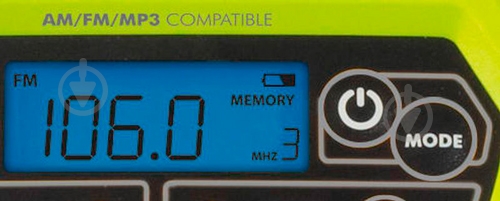 AM/FM/MP3 COMPATIBLE
FM
MEMORY
106.0
MHZ 3
MODE